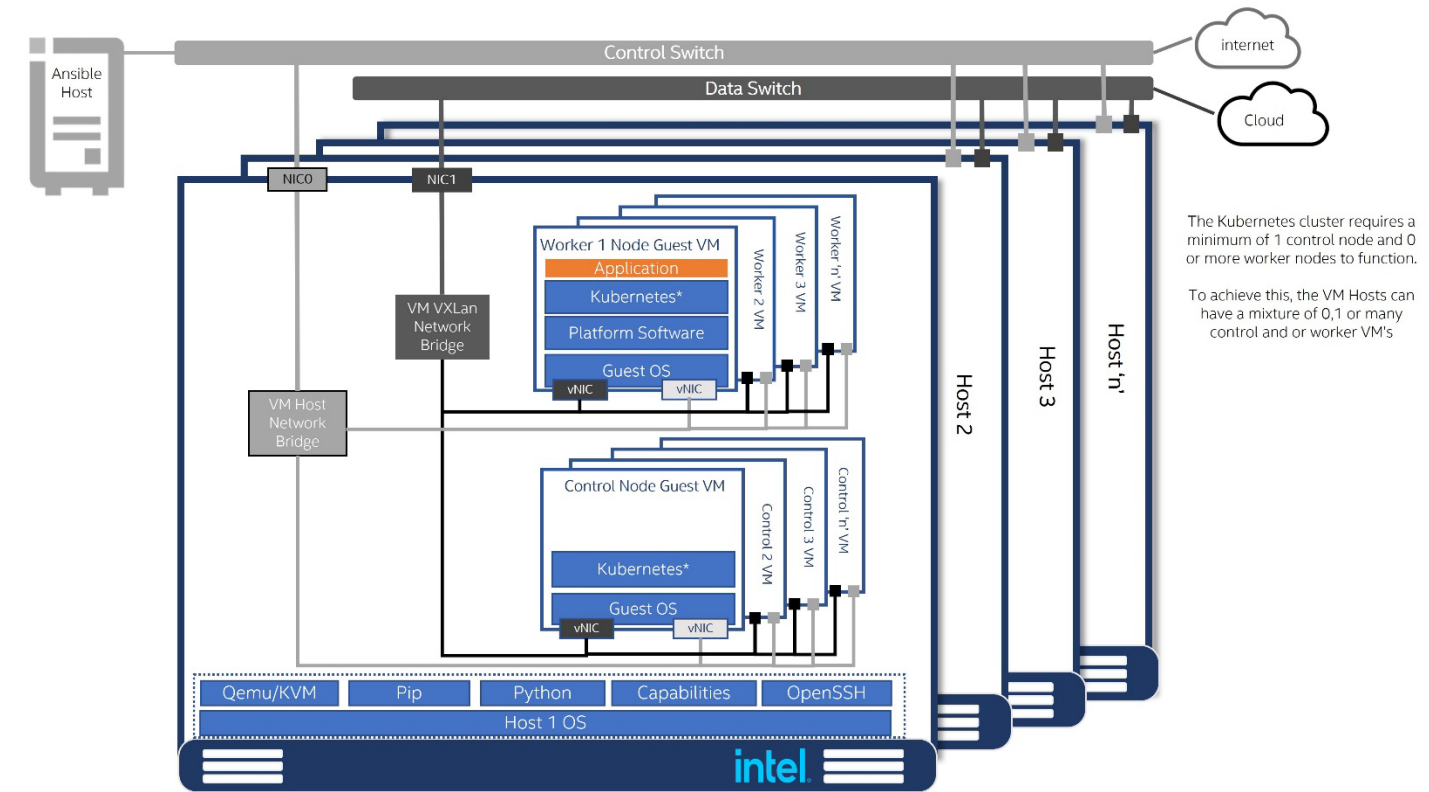 Control Switch
internet
Ansible
Host
Data Switch
Cloud
NIC0
NIC1
The Kubernetes cluster requires a
minimum of 1 control node and 0
or more worker nodes to function.
To achieve this, the VM Hosts can
have a mixture of 0,1 or many
control and or worker VM's
Worker 1 Node Guest VM
Application
Kubernetes*
Platform Software
Guest OS
vNIC
vNIC
Worker 2 VM
Worker 3 VM
Worker 'n' VM
VM VXLan
Network
Bridge
VM Host
Network
Bridge
Control Node Guest VM
Kubernetes*
Guest OS
vNIC
vNIC
Control 2 VM
Control 3 VM
Control 'n' VM
Host 2
Host 3
Host 'n'
Qemu/KVM
Pip
Python
Capabilities
OpenSSH
Host 1 OS
intel.